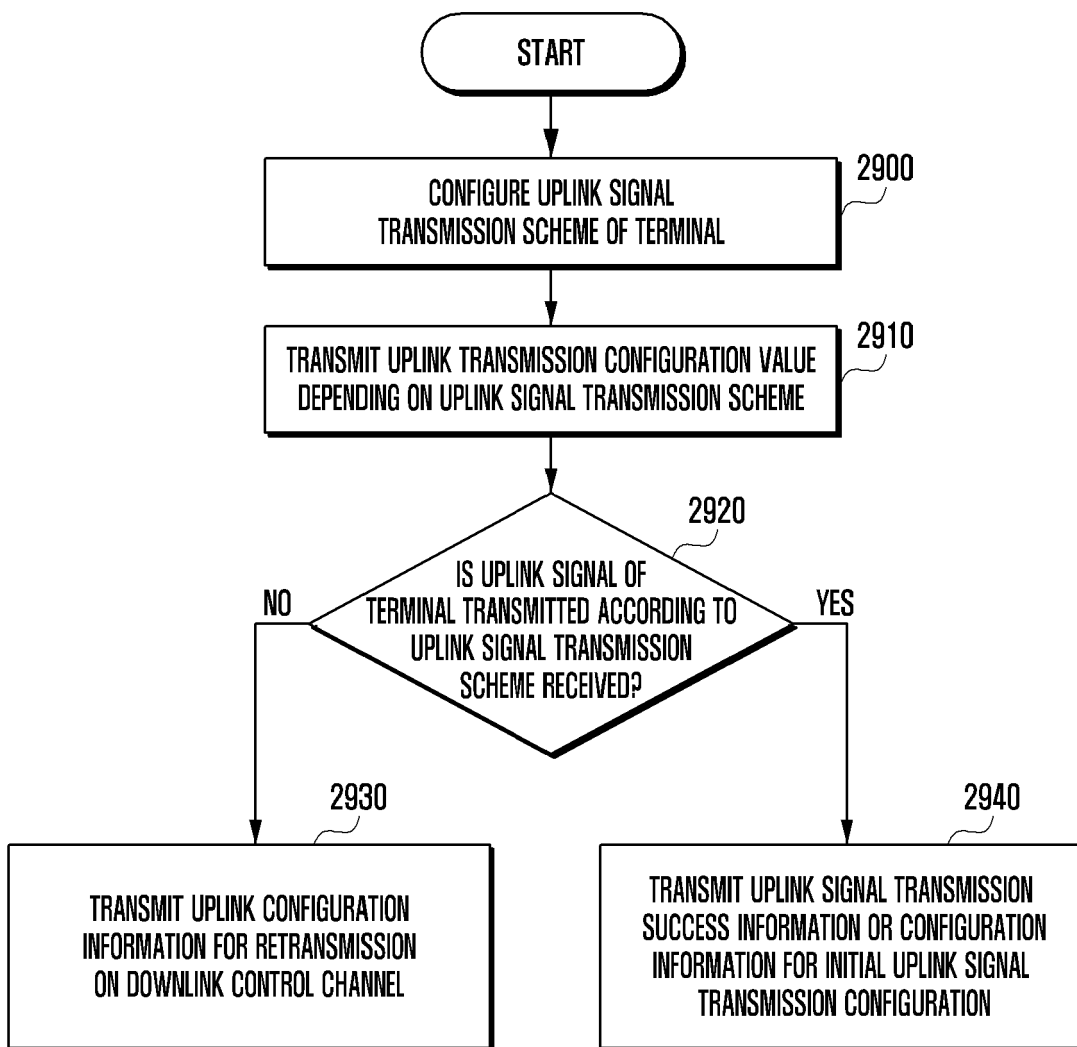 START
2900
CONFIGURE UPLINK SIGNAL
TRANSMISSION SCHEME OF TERMINAL
2910
TRANSMIT UPLINK TRANSMISSION CONFIGURATION VALUE
DEPENDING ON UPLINK SIGNAL TRANSMISSION SCHEME
2920
IS UPLINK SIGNAL OF
TERMINAL TRANSMITTED ACCORDING TO
UPLINK SIGNAL TRANSMISSION
SCHEME RECEIVED?
NO
YES
2930
TRANSMIT UPLINK CONFIGURATION
INFORMATION FOR RETRANSMISSION
ON DOWNLINK CONTROL CHANNEL
2940
TRANSMIT UPLINK SIGNAL TRANSMISSION
SUCCESS INFORMATION OR CONFIGURATION
INFORMATION FOR INITIAL UPLINK SIGNAL
TRANSMISSION CONFIGURATION